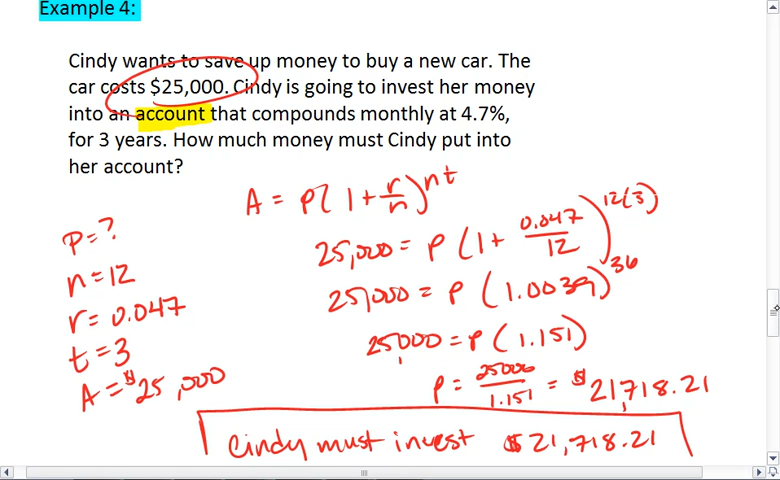 Example 4:
Cindy wants to save up money to buy a new car. The
car costs $25,000. Cindy is going to invest her money
into an account that compounds monthly at 4.7%,
for 3 years. How much money must Cindy put into
her account?
A = P(1 + r/n)^nt
P = ?
n = 12
r = 0.047
t = 3
A = $25,000
25,000 = P (1 + 0.047/12)^12(3)
25,000 = P (1.0039)^36
25,000 = P (1.151)
P = 25000/1.151 = $21,718.21
Cindy must invest $21,718.21